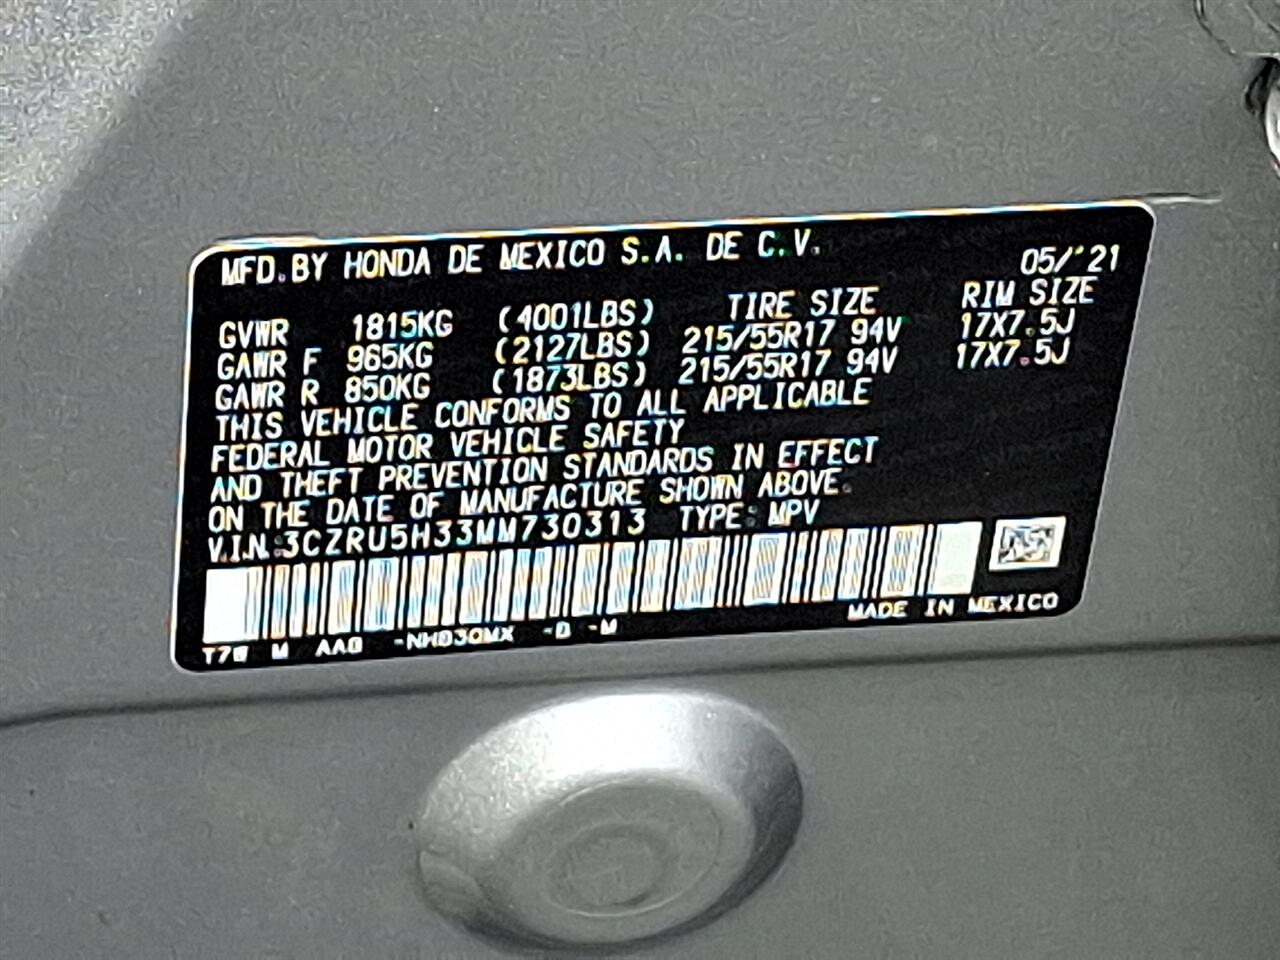 MFD.BY HONDA DE MEXICO S.A. DE C.V. 05/'21
TIRE SIZE RIM SIZE
GVWR 1815KG (4001LBS)
GAWR F 965KG (2127LBS) 215/55R17 94V 17X7.5J
GAWR R 850KG (1873LBS) 215/55R17 94V 17X7.5J
THIS VEHICLE CONFORMS TO ALL APPLICABLE
FEDERAL MOTOR VEHICLE SAFETY
AND THEFT PREVENTION STANDARDS IN EFFECT
ON THE DATE OF MANUFACTURE SHOWN ABOVE.
V.I.N.:3CZRU5H33MM730313 TYPE: MPV
T7W M AAO -NH830MX -D -M MADE IN MEXICO